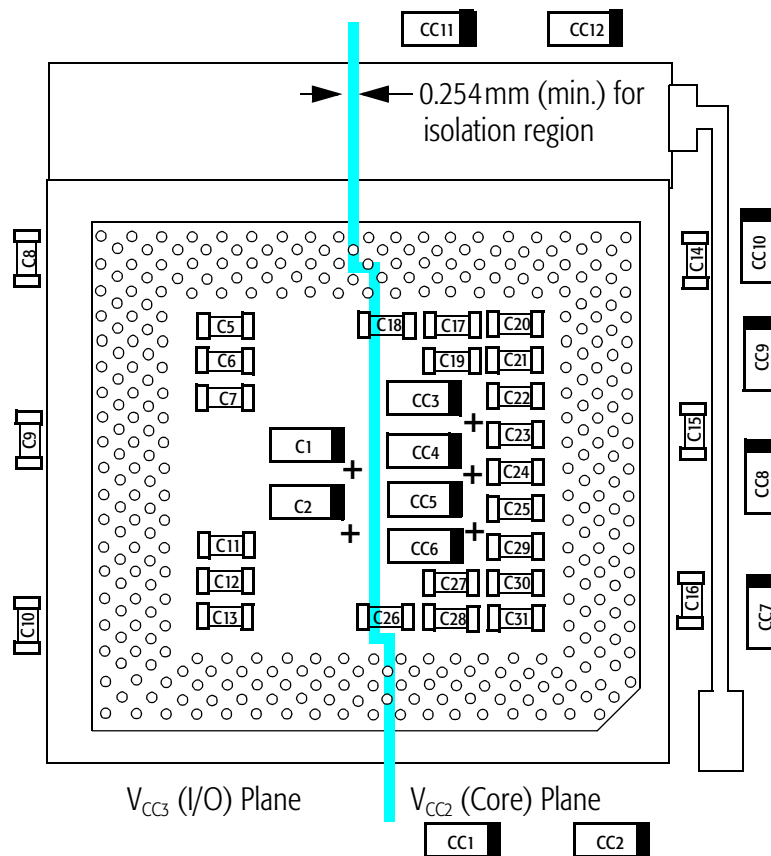 CC11 CC12
0.254 mm (min.) for
isolation region
C8 C14 CC10
C5 C18 C17 C20
C6 C19 C21 CC9
C7 CC3 C22
C9 C1 + CC4 + C23 C15
C2 + CC5 + C24 CC8
C25
C11 CC6 + C29
C12 C27 C30 C16
C10 C13 C26 C28 C31 CC7
VCC3 (I/O) Plane VCC2 (Core) Plane
CC1 CC2